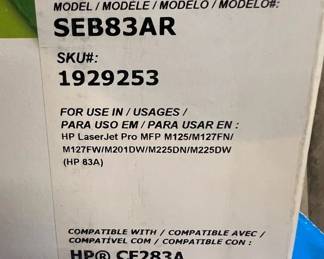 MODEL / MODÈLE / MODELO / MODELO#:
SEB83AR
SKU#:
1929253
FOR USE IN / USAGES /
PARA USO EM / PARA USAR EN :
HP LaserJet Pro MFP M125/M127FN/
M127FW/M201DW/M225DN/M225DW
(HP 83A)
COMPATIBLE WITH / COMPATIBLE AVEC /
COMPATÍVEL COM / COMPATIBLE CON :
HP® CF283A